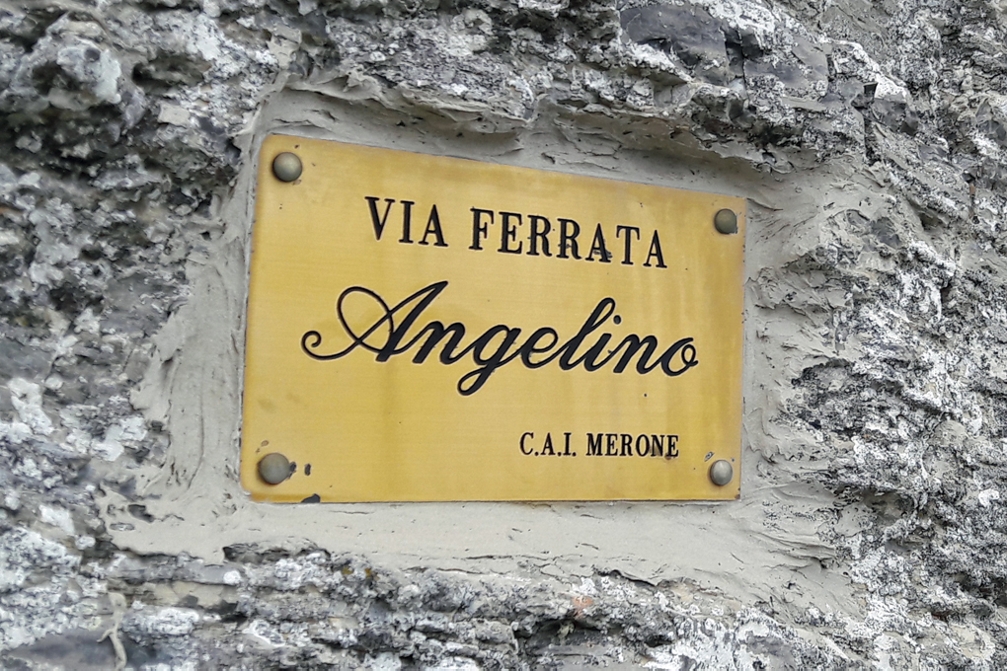 VIA FERRATA
Angelino
C.A.I. MERONE